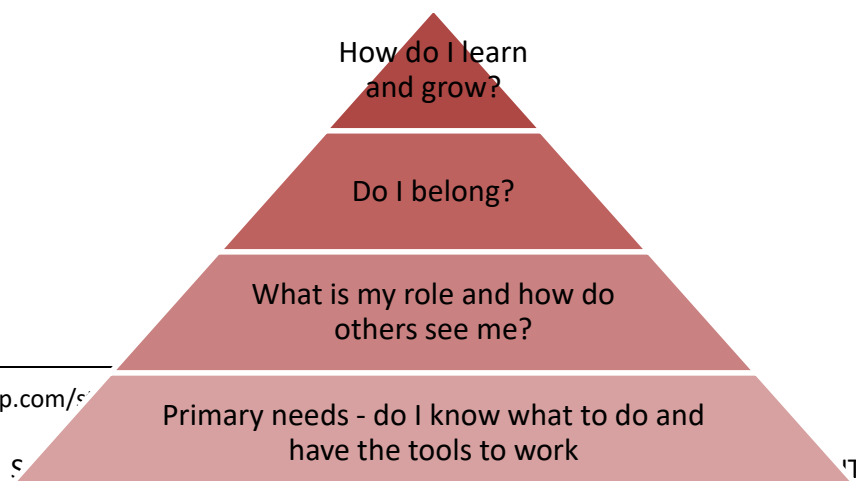 How do I learn
and grow?
Do I belong?
What is my role and how do
others see me?
p.com/s
Primary needs - do I know what to do and
have the tools to work